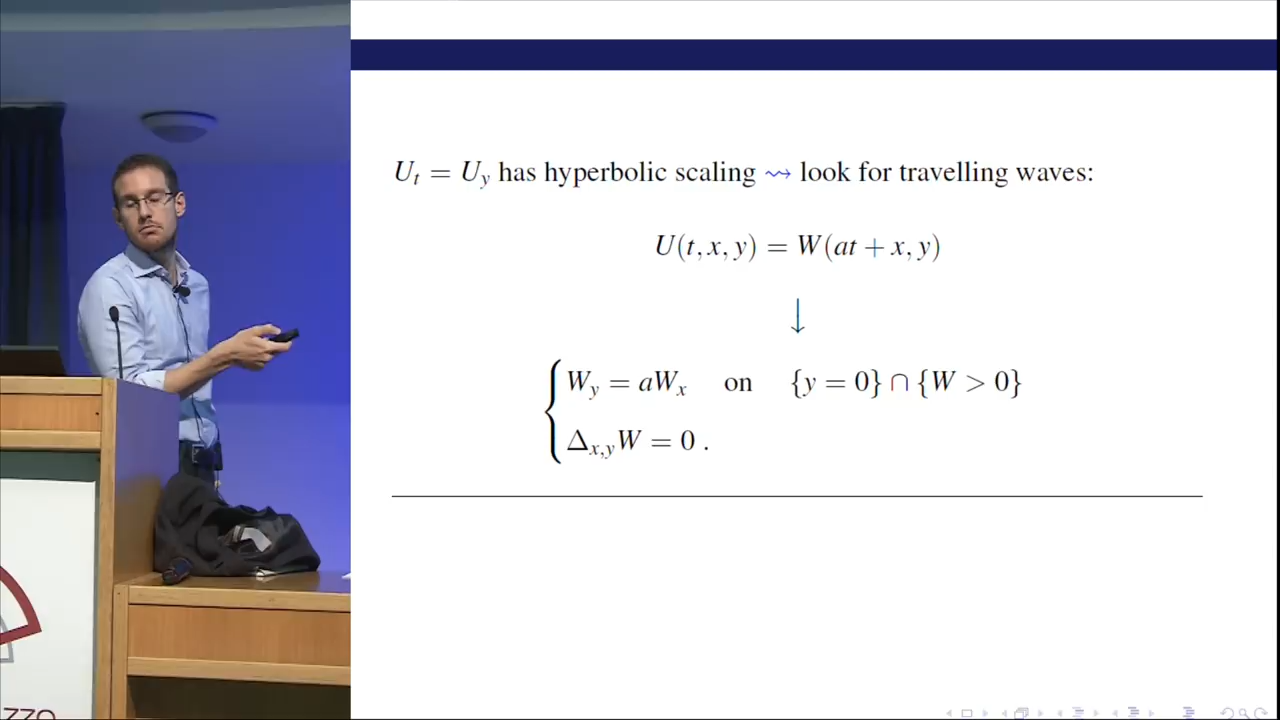 U_t = U_y has hyperbolic scaling ⇝ look for travelling waves:
U(t, x, y) = W(at + x, y)
↓
W_y = aW_x on {y = 0} ∩ {W > 0}
Δ_{x,y}W = 0 .